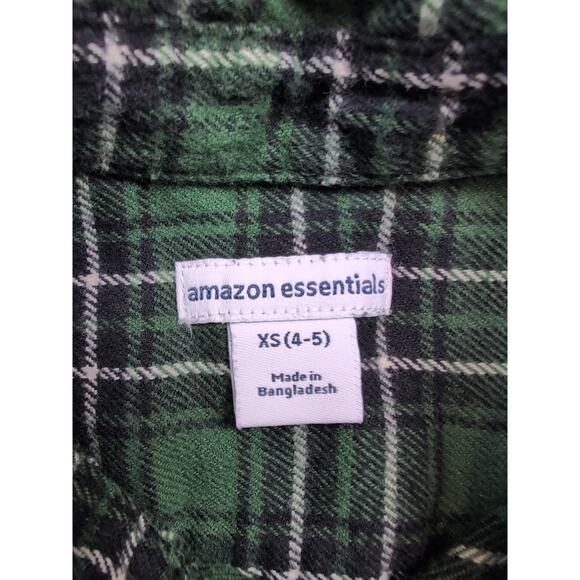 amazon essentials
XS (4-5)
Made in
Bangladesh